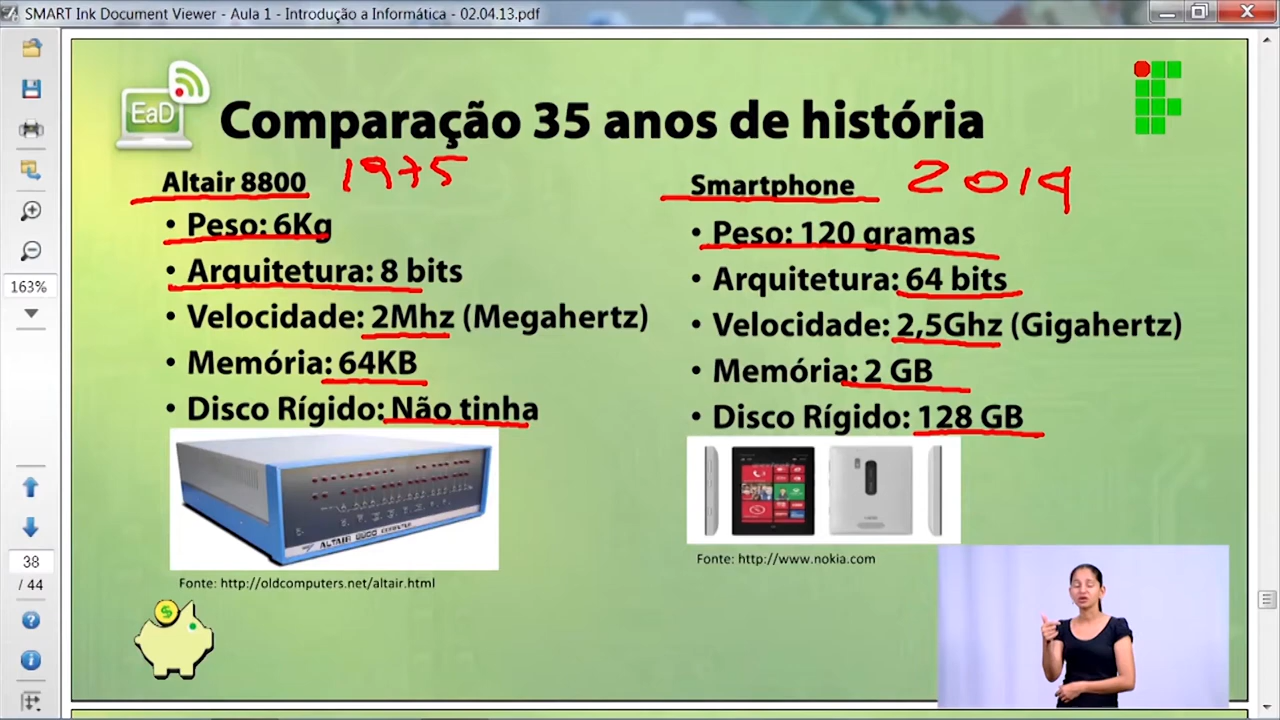 SMART Ink Document Viewer - Aula 1 - Introdução a Informática - 02.04.13.pdf
EaD
Comparação 35 anos de história
Altair 8800 1975
• Peso: 6Kg
• Arquitetura: 8 bits
• Velocidade: 2Mhz (Megahertz)
• Memória: 64KB
• Disco Rígido: Não tinha
ALTAIR 8800 COMPUTER
Fonte: http://oldcomputers.net/altair.html
Smartphone 2014
• Peso: 120 gramas
• Arquitetura: 64 bits
• Velocidade: 2,5Ghz (Gigahertz)
• Memória: 2 GB
• Disco Rígido: 128 GB
Fonte: http://www.nokia.com
163%
38
/ 44